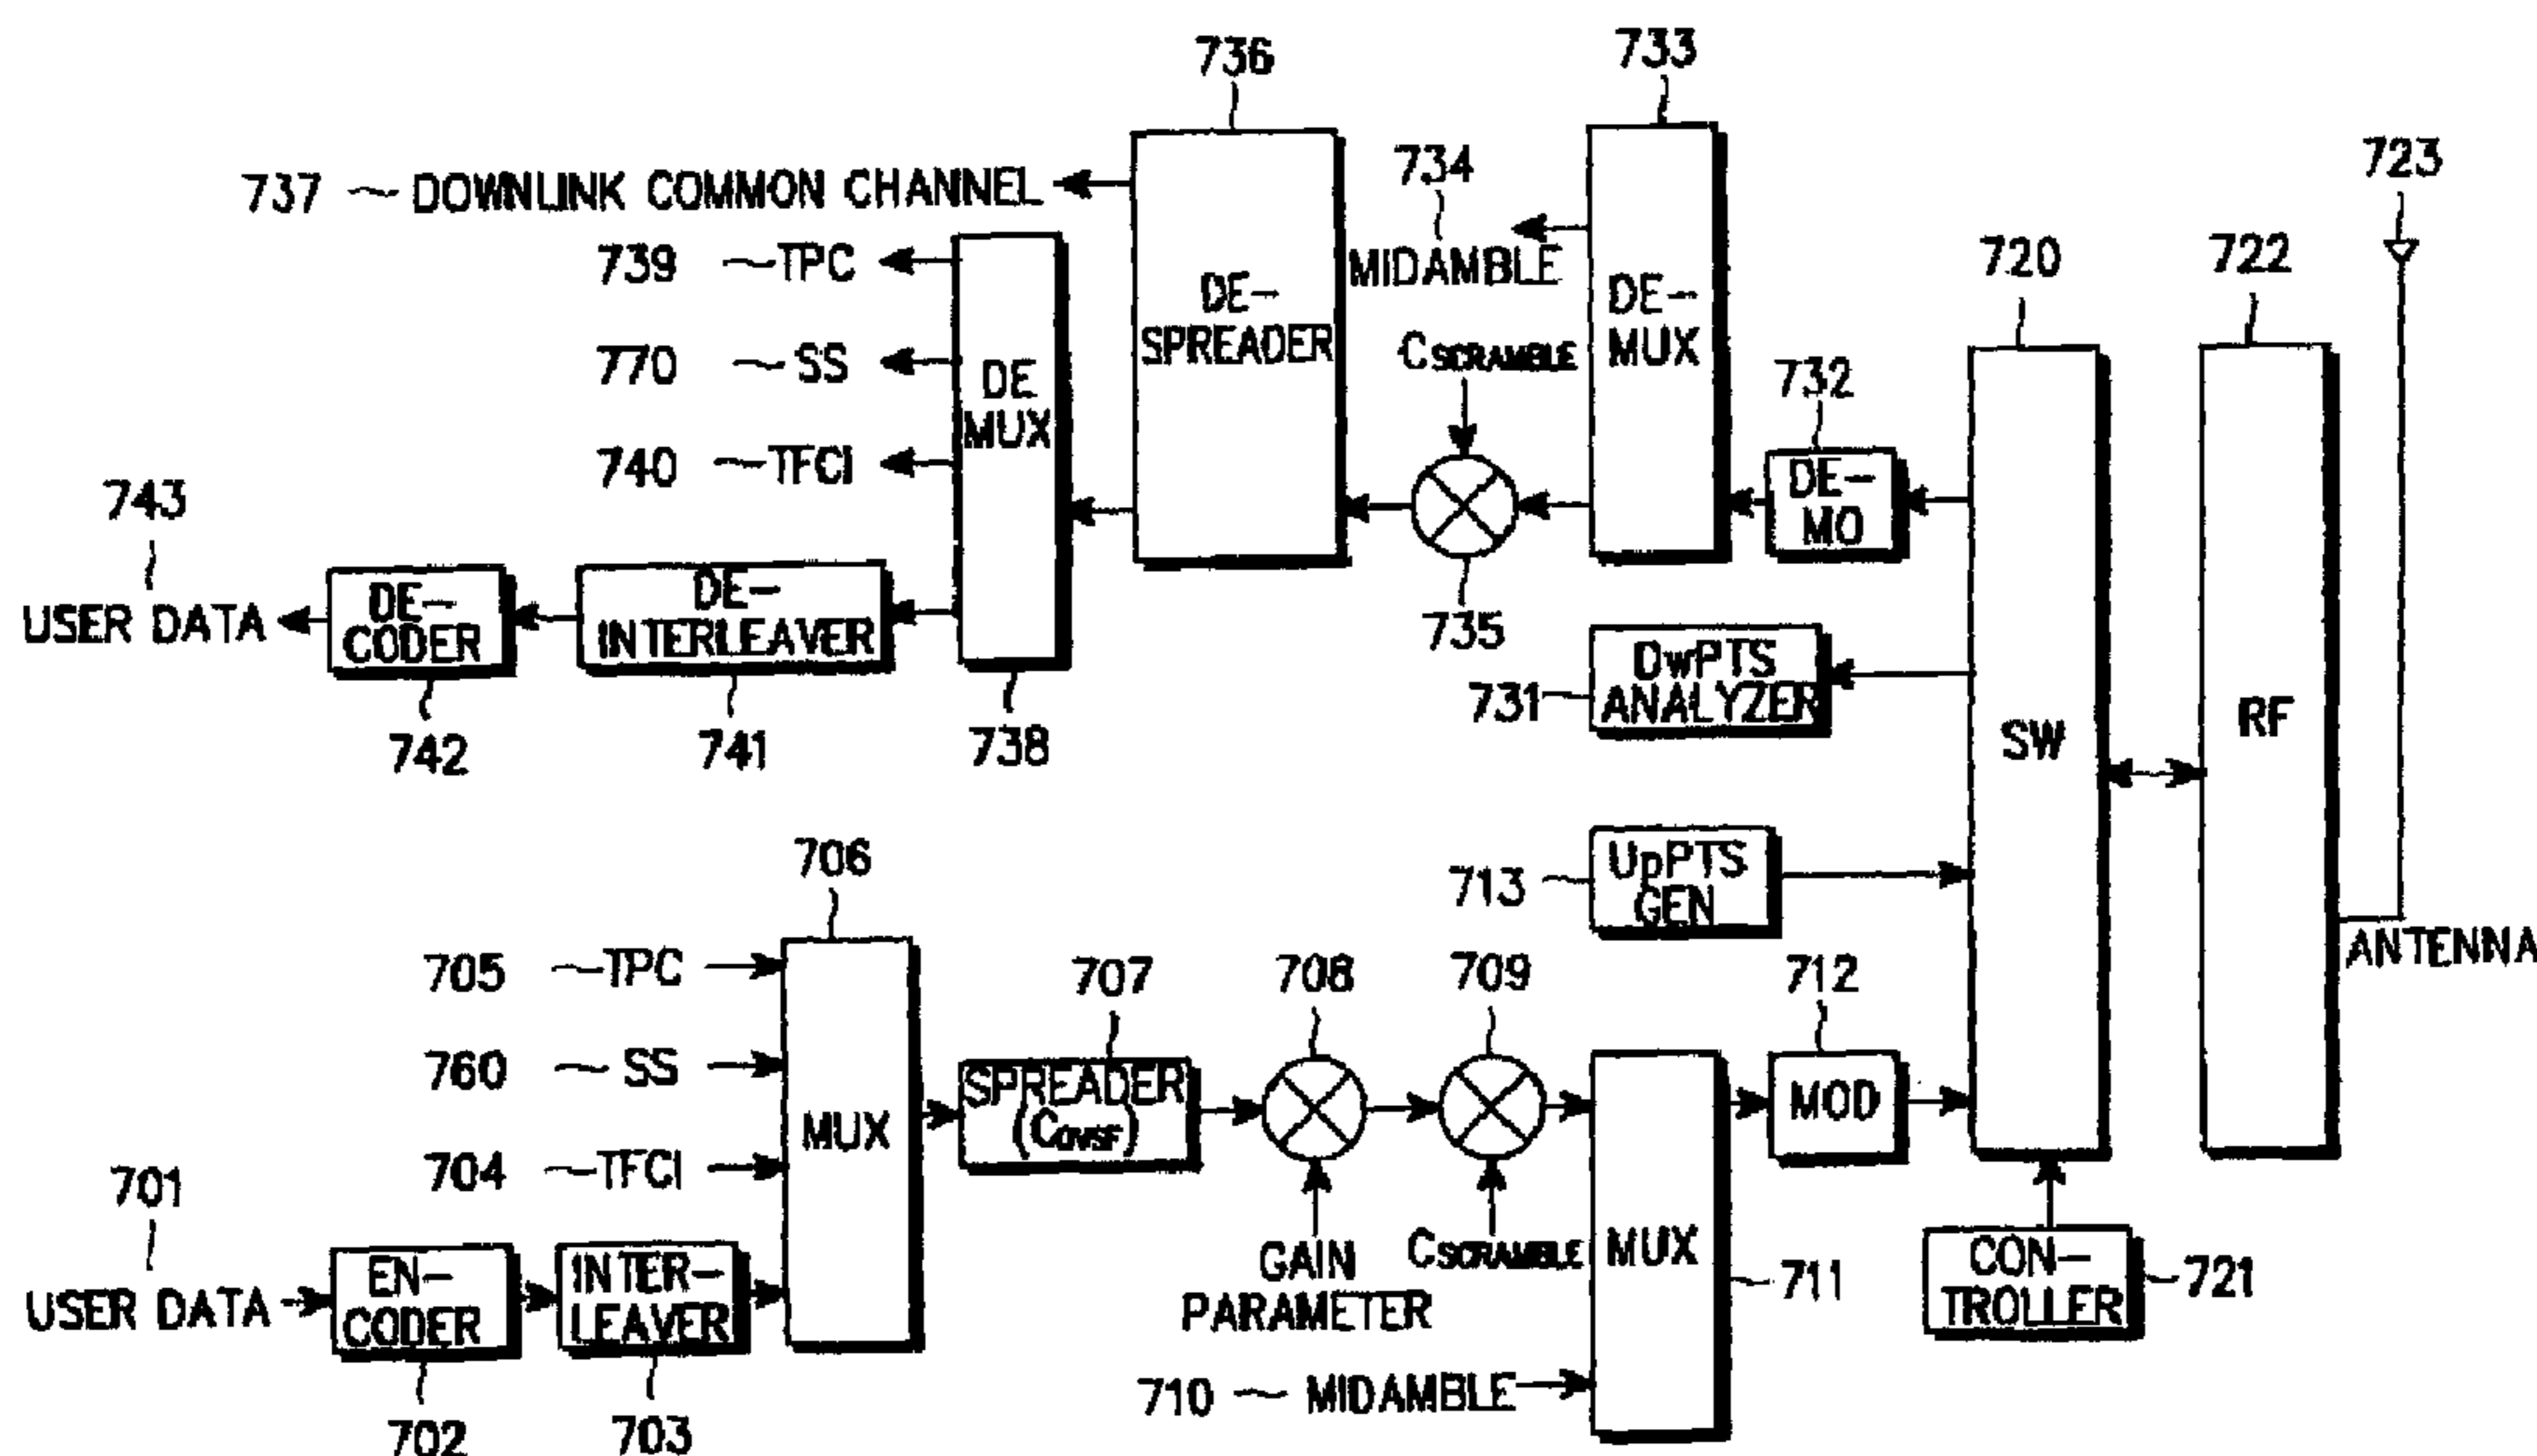 736
733
723
737 ~ DOWNLINK COMMON CHANNEL
734
MIDAMBLE
739 ~TPC
770 ~ SS
740 ~TFCI
DE
MUX
DE-
SPREADER
CSCRAMBLE
735
DE-
MUX
732
DE-
MO
720
SW
722
RF
ANTENNA
743
USER DATA
DE-
CODER
742
DE-
INTERLEAVER
741
738
731
DwPTS
ANALYZER
713
UpPTS
GEN
706
705 ~TPC
760 ~ SS
704 ~TFCI
MUX
707
SPREADER
(COVSF)
708
GAIN
PARAMETER
709
CSCRAMBLE
712
MOD
MUX
711
701
USER DATA
EN-
CODER
702
INTER-
LEAVER
703
710 ~ MIDAMBLE
CON-
TROLLER
721